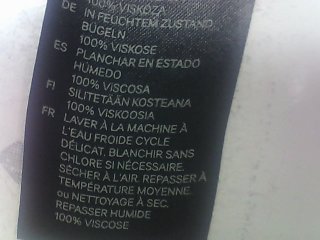 100% VISKOZA
DE IN FEUCHTEM ZUSTAND
BÜGELN
100% VISKOSE
ES PLANCHAR EN ESTADO
HÚMEDO
100% VISCOSA
FI SILITETÄÄN KOSTEANA
100% VISKOOSIA
FR LAVER À LA MACHINE À
L'EAU FROIDE CYCLE
DÉLICAT, BLANCHIR SANS
CHLORE SI NÉCESSAIRE.
SÈCHER À L'AIR. REPASSER À
TEMPÉRATURE MOYENNE.
ou NETTOYAGE À SEC.
REPASSER HUMIDE
100% VISCOSE